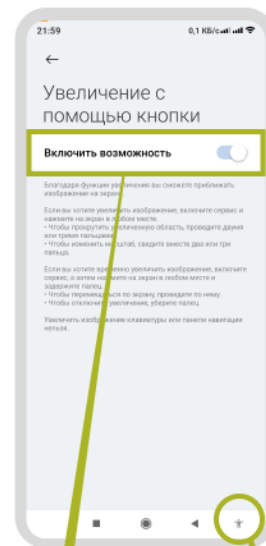 21:59
0,1 КБ/с
Увеличение с
помощью кнопки
Включить возможность
Благодаря функции увеличения вы сможете приближать
изображение на экране.
Если вы хотите увеличить изображение, включите сервис и
нажмите на экран в любом месте.
• Чтобы прокрутить увеличенную область, проведите двумя
или тремя пальцами.
• Чтобы изменить масштаб, сведите вместе два или три
пальца.
Если вы хотите временно увеличить изображение, включите
сервис, а затем нажмите на экран в любом месте и
задержите палец.
• Чтобы перемещаться по экрану, проведите по нему.
• Чтобы отключить увеличение, уберите палец.
Увеличить изображение клавиатуры или панели навигации
нельзя.